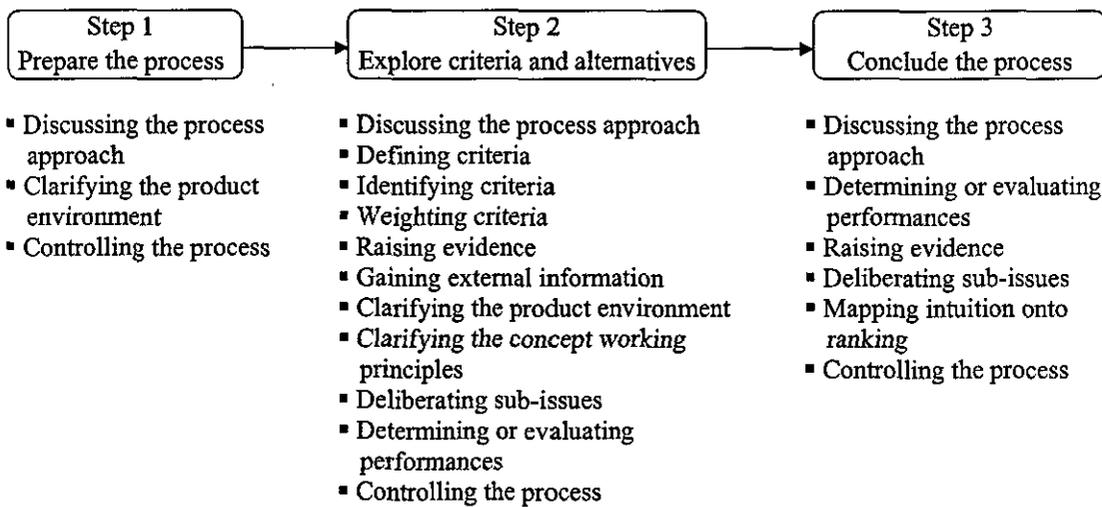 Step 1
Prepare the process
Step 2
Explore criteria and alternatives
Step 3
Conclude the process
▪ Discussing the process
approach
▪ Clarifying the product
environment
▪ Controlling the process
▪ Discussing the process approach
▪ Defining criteria
▪ Identifying criteria
▪ Weighting criteria
▪ Raising evidence
▪ Gaining external information
▪ Clarifying the product environment
▪ Clarifying the concept working
principles
▪ Deliberating sub-issues
▪ Determining or evaluating
performances
▪ Controlling the process
▪ Discussing the process
approach
▪ Determining or evaluating
performances
▪ Raising evidence
▪ Deliberating sub-issues
▪ Mapping intuition onto
ranking
▪ Controlling the process